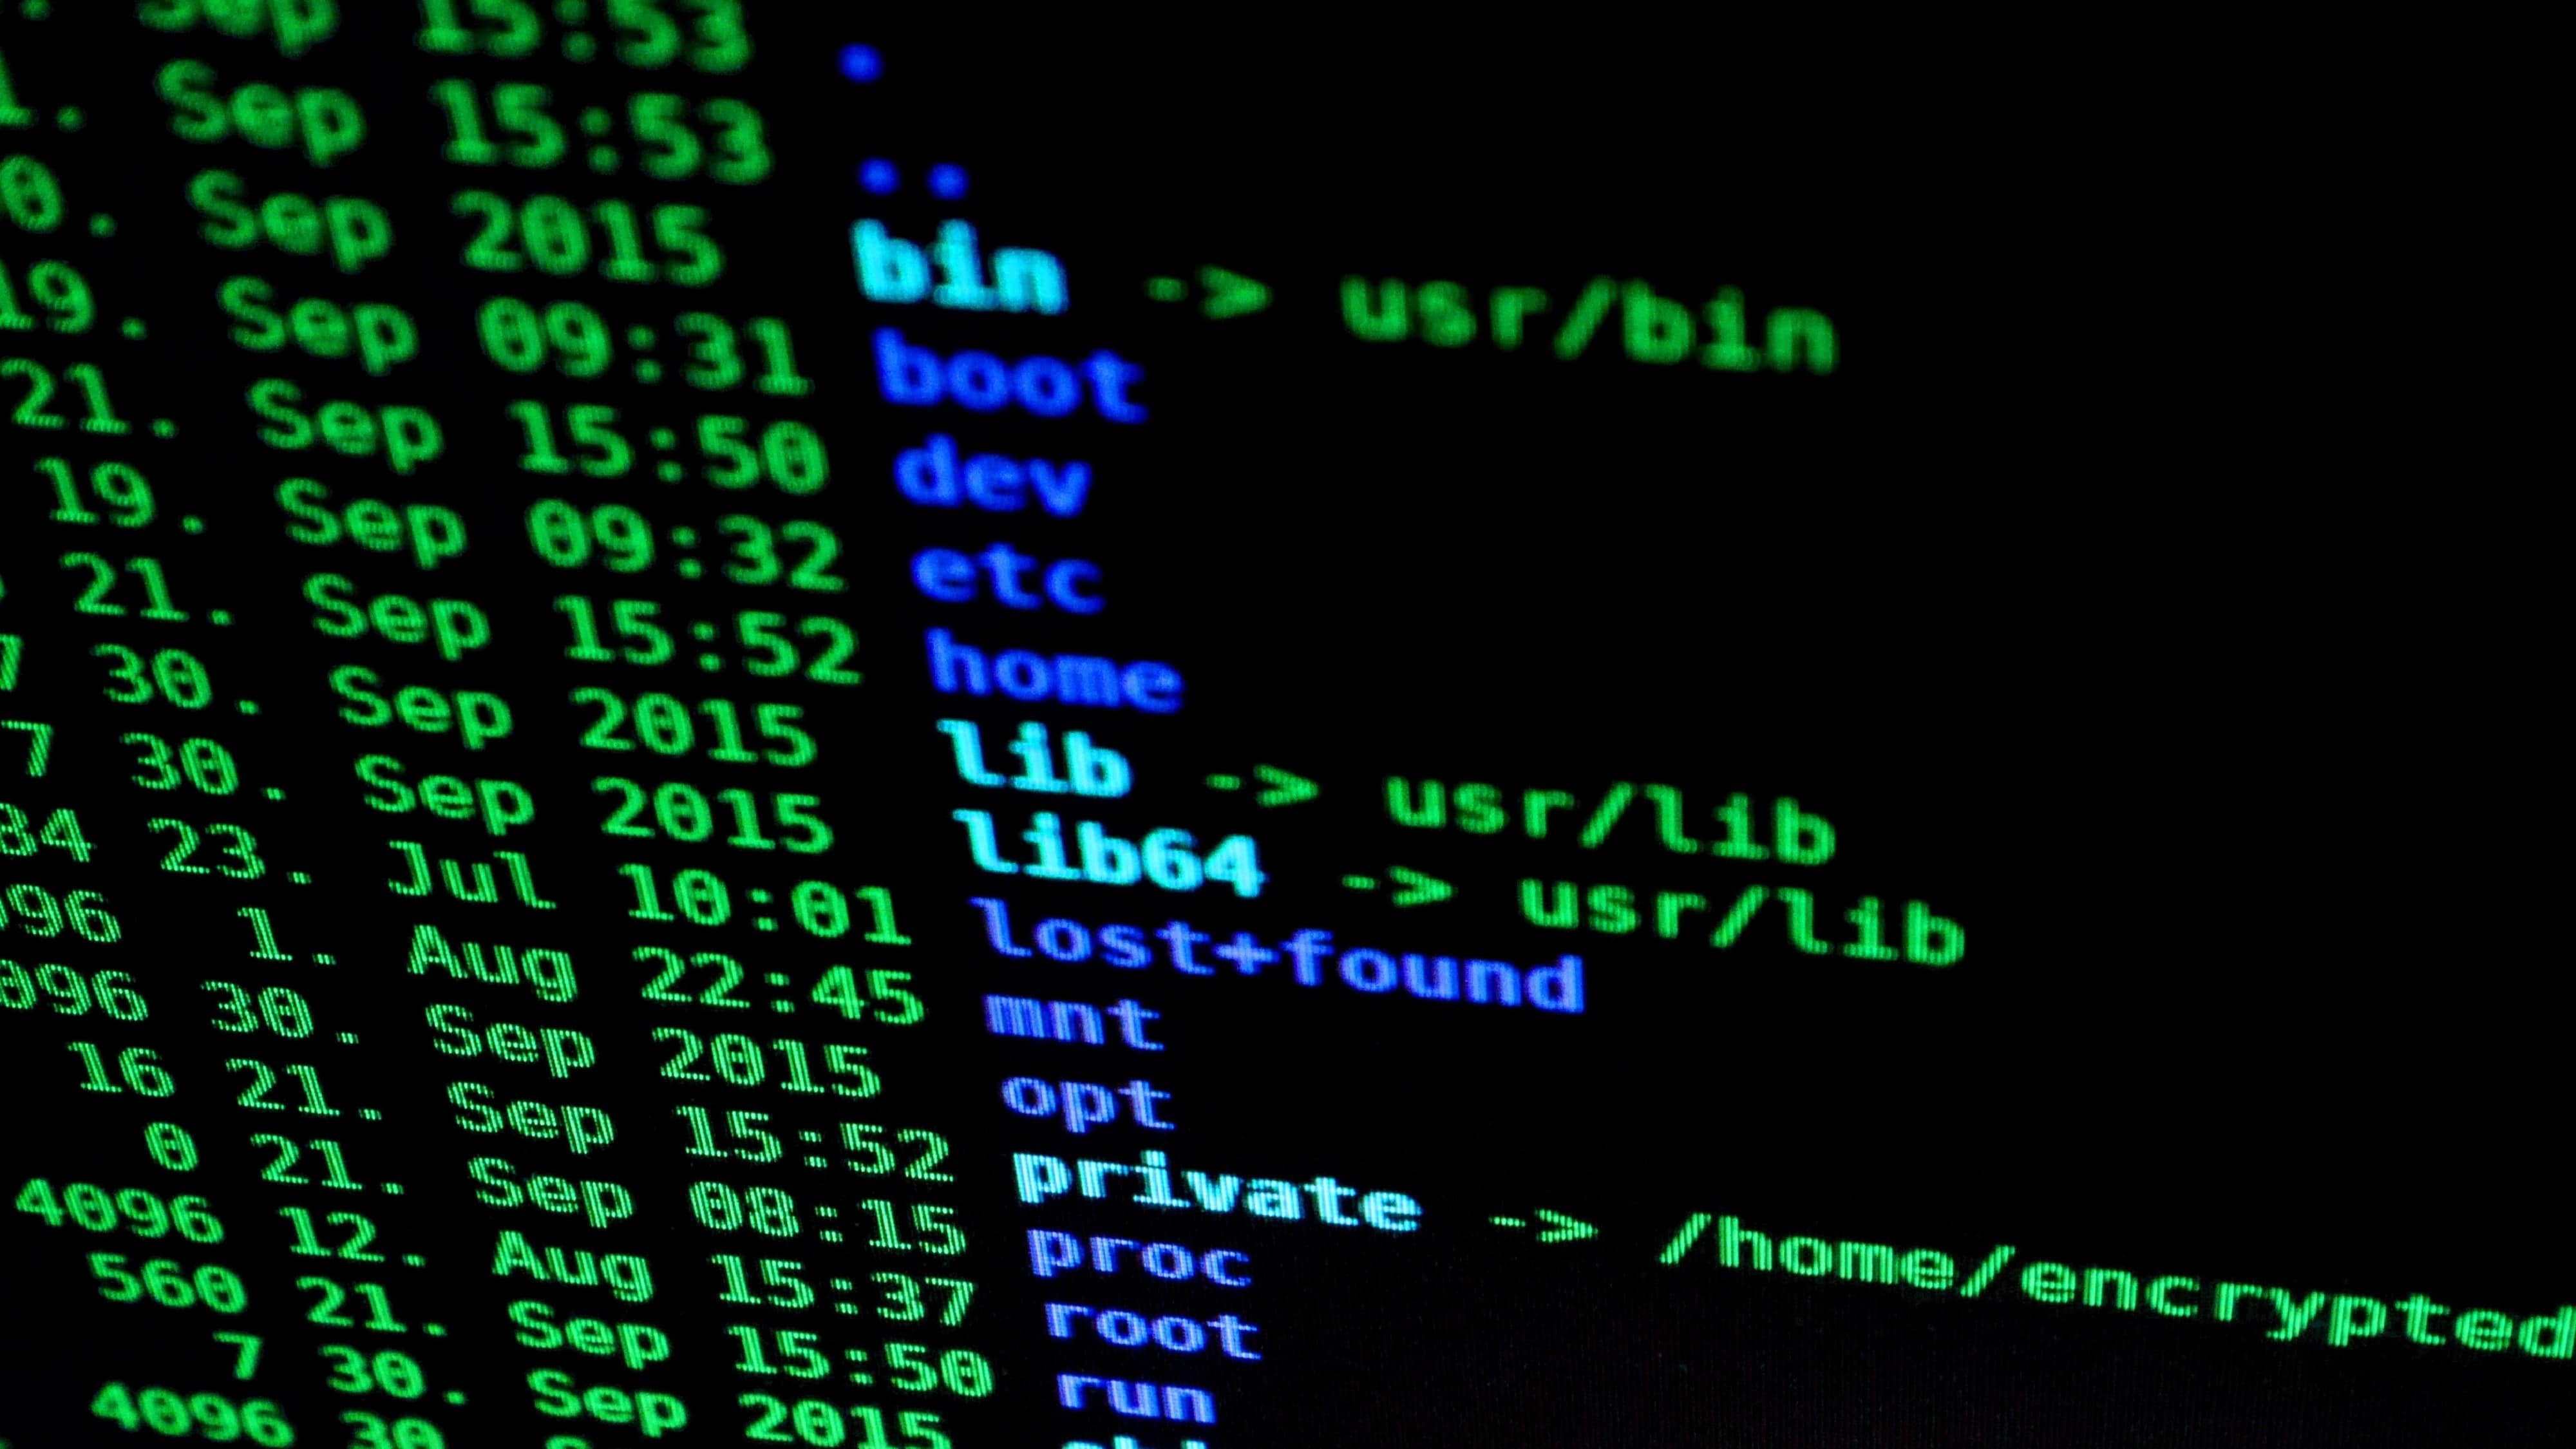 . Sep 15:53 .
1. Sep 15:53 ..
0. Sep 2015 bin -> usr/bin
19. Sep 09:31 boot
21. Sep 15:50 dev
19. Sep 09:32 etc
21. Sep 15:52 home
7 30. Sep 2015 lib -> usr/lib
7 30. Sep 2015 lib64 -> usr/lib
84 23. Jul 10:01 lost+found
096 1. Aug 22:45 mnt
096 30. Sep 2015 opt
16 21. Sep 15:52 private -> /home/encrypted
0 21. Sep 08:15 proc
4096 12. Aug 15:37 root
560 21. Sep 15:50 run
7 30. Sep 2015
4096 30.